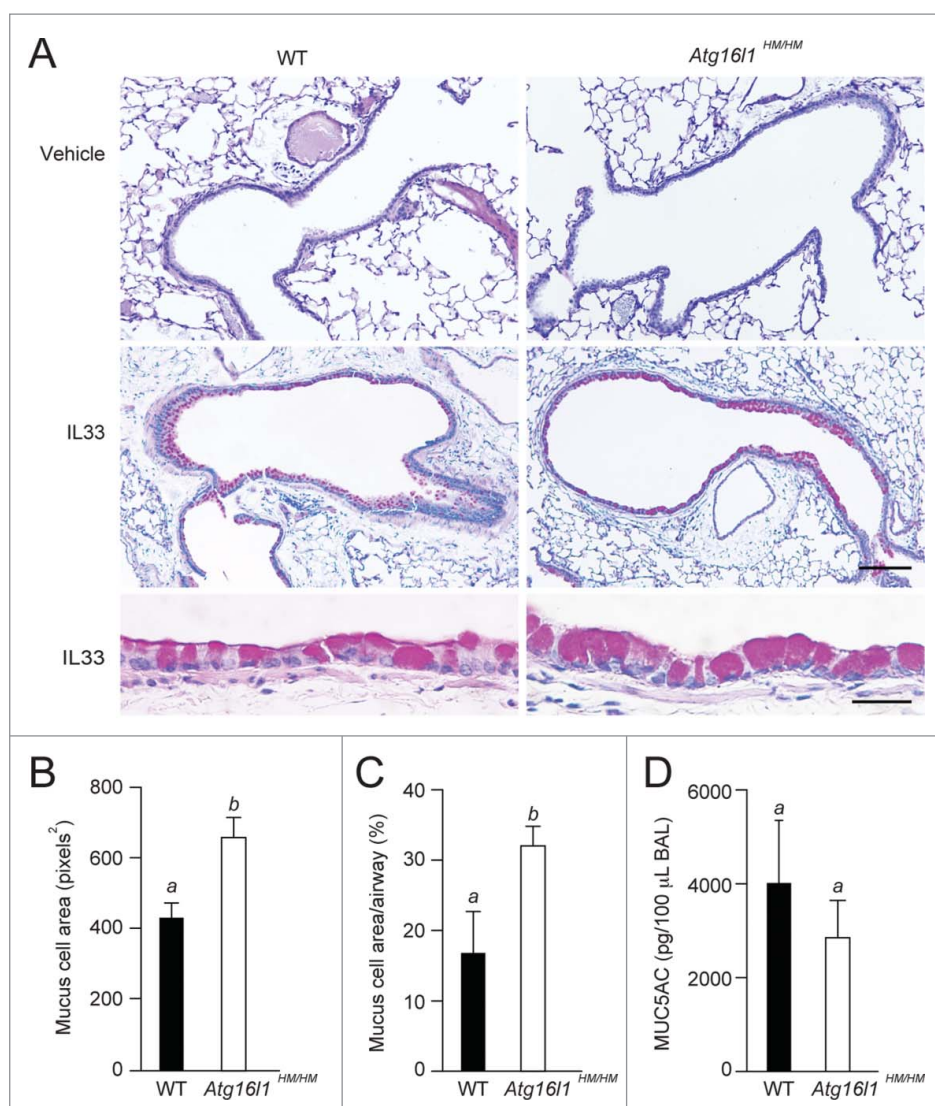 A
WT
Atg16l1 HM/HM
Vehicle
IL33
IL33
B
Mucus cell area (pixels2)
800
600
400
200
0
a
b
WT
Atg16l1 HM/HM
C
Mucus cell area/airway (%)
40
30
20
10
0
a
b
WT
Atg16l1 HM/HM
D
MUC5AC (pg/100 µL BAL)
6000
4000
2000
0
a
a
WT
Atg16l1 HM/HM